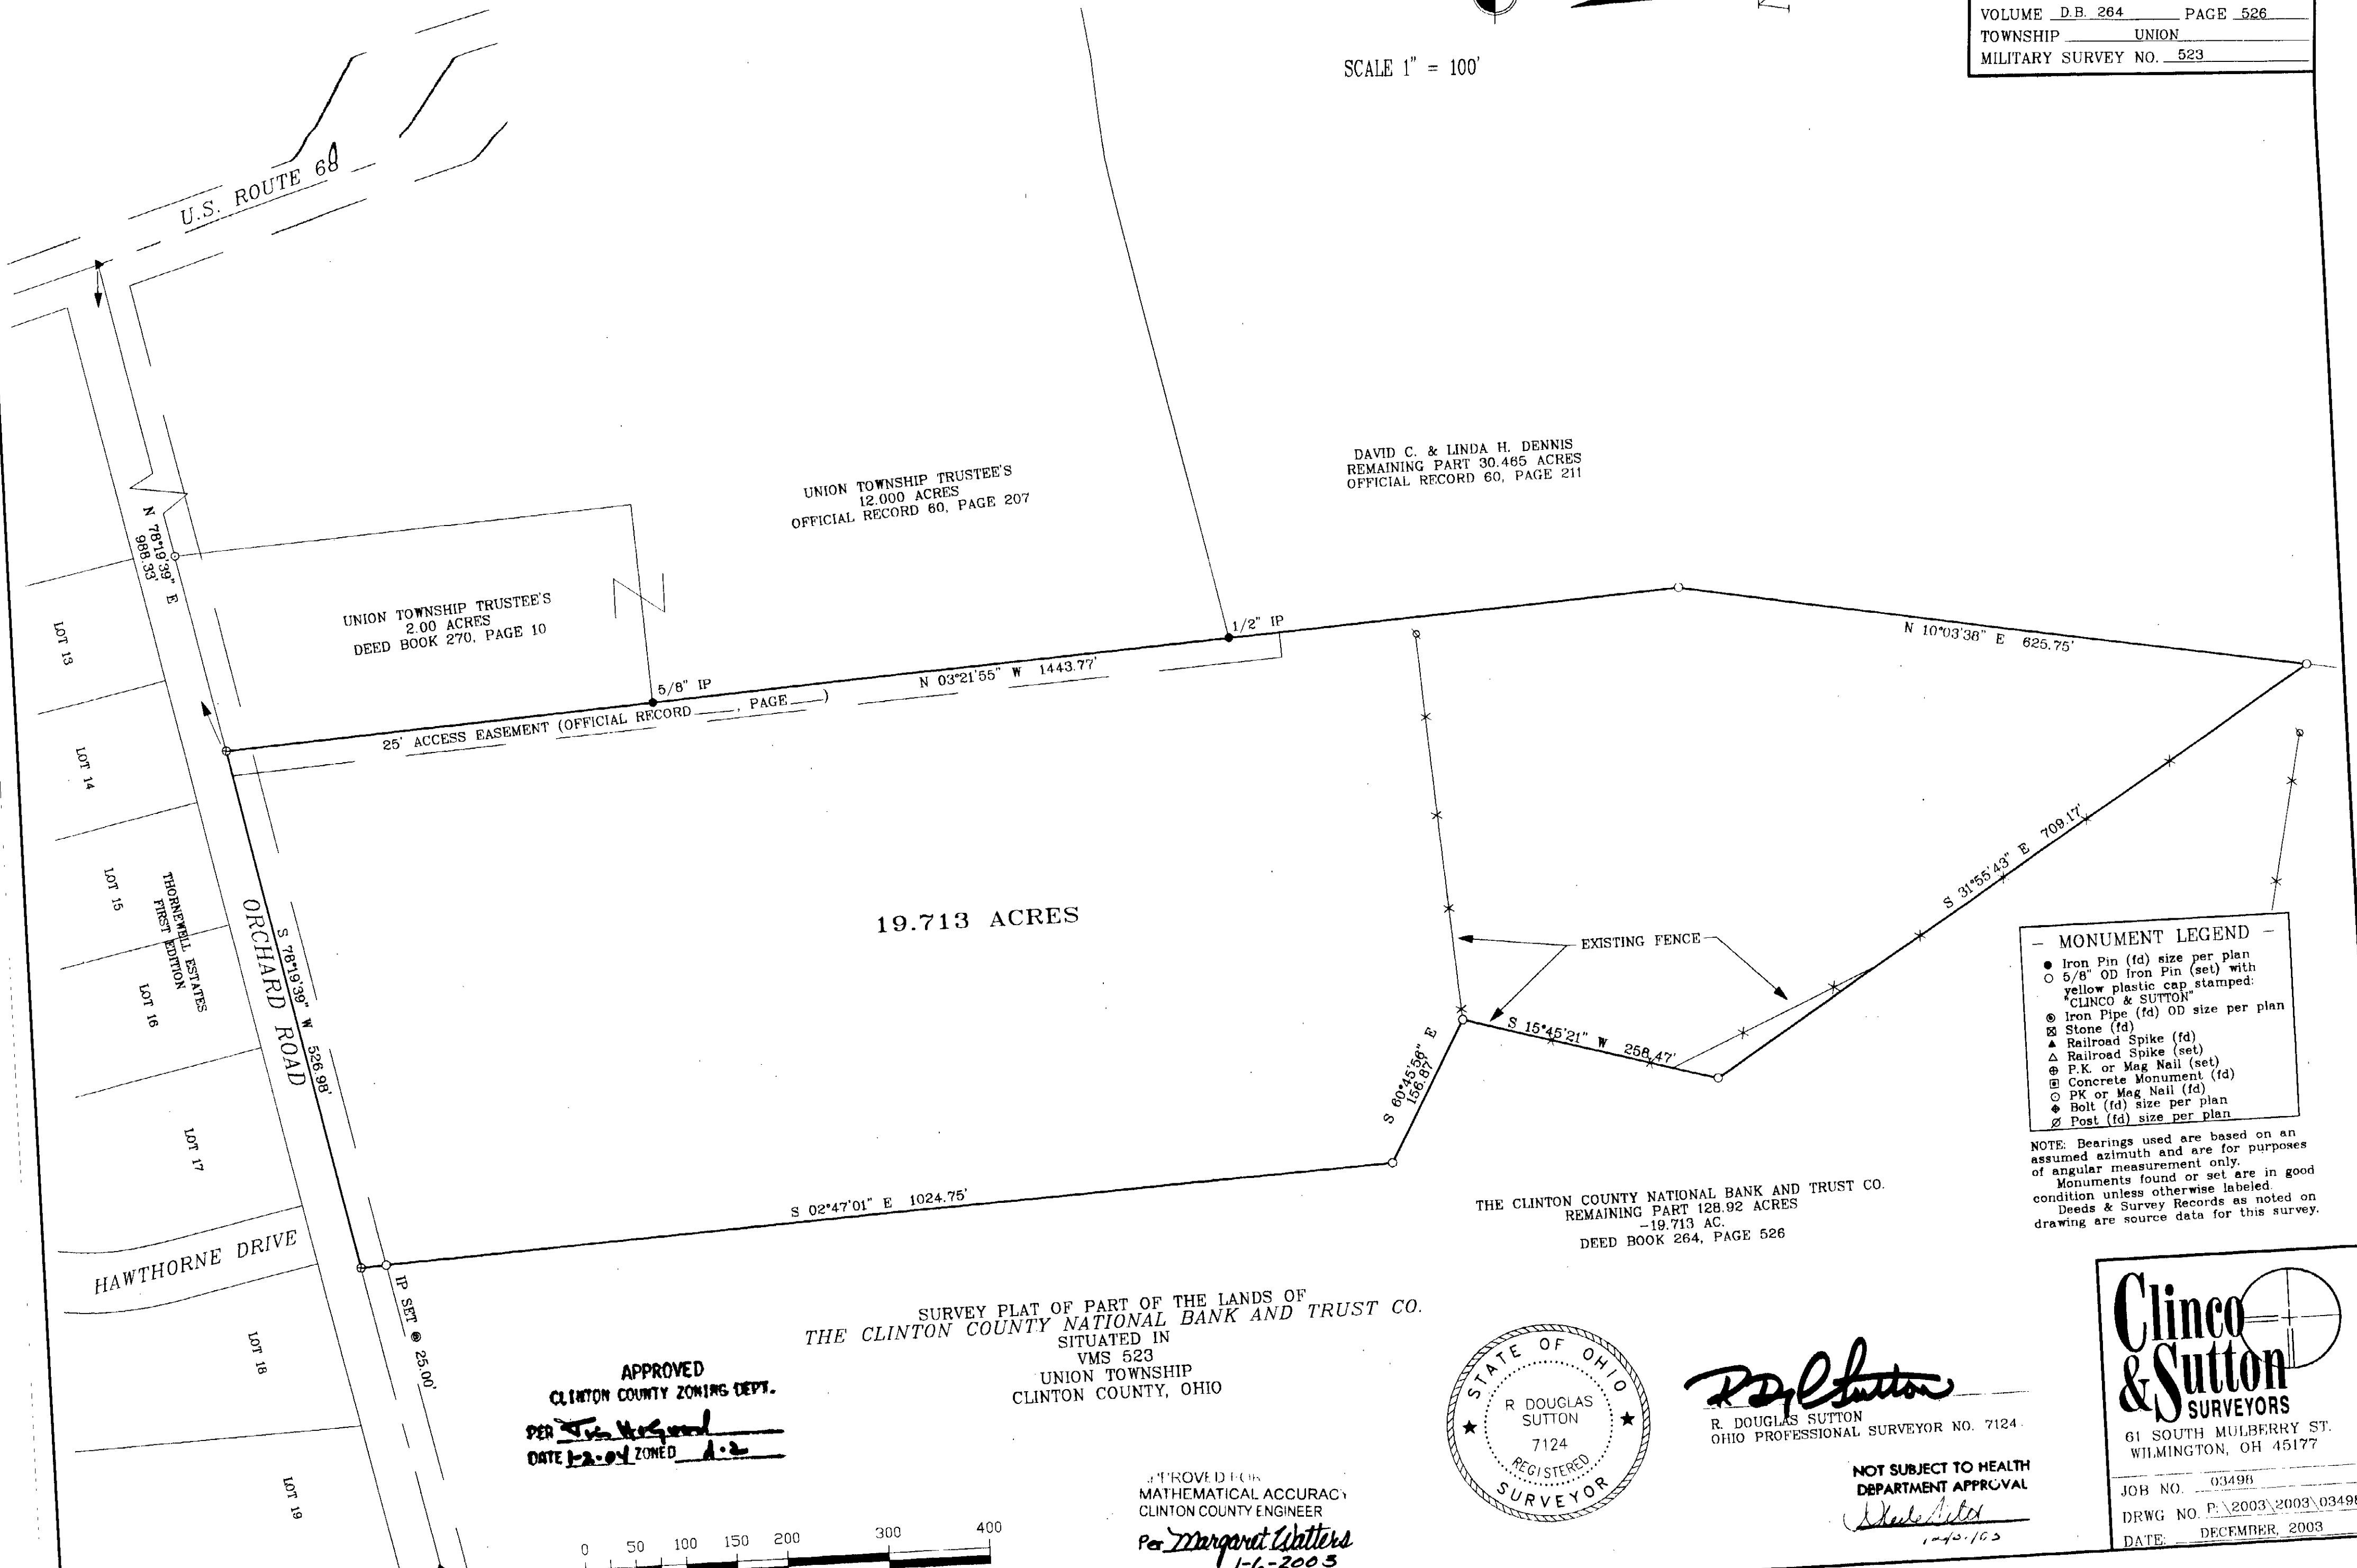 VOLUME D.B. 264 PAGE 526
TOWNSHIP UNION
MILITARY SURVEY NO. 523
SCALE 1" = 100'
U.S. ROUTE 68
N 78°19'39" E
988.33'
UNION TOWNSHIP TRUSTEE'S
12.000 ACRES
OFFICIAL RECORD 60, PAGE 207
DAVID C. & LINDA H. DENNIS
REMAINING PART 30.465 ACRES
OFFICIAL RECORD 60, PAGE 211
UNION TOWNSHIP TRUSTEE'S
2.00 ACRES
DEED BOOK 270, PAGE 10
5/8" IP
1/2" IP
N 03°21'55" W 1443.77'
25' ACCESS EASEMENT (OFFICIAL RECORD ____, PAGE ____)
N 10°03'38" E 625.75'
S 31°55'43" E 709.17'
LOT 13
LOT 14
LOT 15
LOT 16
LOT 17
LOT 18
LOT 19
THORNEWELL ESTATES
FIRST EDITION
ORCHARD ROAD
S 78°19'39" W 526.98'
19.713 ACRES
EXISTING FENCE
S 15°45'21" W 258.47'
S 60°45'56" E
156.87'
S 02°47'01" E 1024.75'
HAWTHORNE DRIVE
IP SET @ 25.00'
- MONUMENT LEGEND -
● Iron Pin (fd) size per plan
○ 5/8" OD Iron Pin (set) with
yellow plastic cap stamped:
"CLINCO & SUTTON"
Iron Pipe (fd) OD size per plan
Stone (fd)
▲ Railroad Spike (fd)
△ Railroad Spike (set)
⊕ P.K. or Mag Nail (set)
Concrete Monument (fd)
⊙ PK or Mag Nail (fd)
Bolt (fd) size per plan
Ø Post (fd) size per plan
NOTE: Bearings used are based on an
assumed azimuth and are for purposes
of angular measurement only.
Monuments found or set are in good
condition unless otherwise labeled.
Deeds & Survey Records as noted on
drawing are source data for this survey.
THE CLINTON COUNTY NATIONAL BANK AND TRUST CO.
REMAINING PART 128.92 ACRES
-19.713 AC.
DEED BOOK 264, PAGE 526
SURVEY PLAT OF PART OF THE LANDS OF
THE CLINTON COUNTY NATIONAL BANK AND TRUST CO.
SITUATED IN
VMS 523
UNION TOWNSHIP
CLINTON COUNTY, OHIO
APPROVED
CLINTON COUNTY ZONING DEPT.
PER
DATE 1-2-04 ZONED A-2
APPROVED FOR
MATHEMATICAL ACCURACY
CLINTON COUNTY ENGINEER
Per Margaret Watters
1-6-2003
0 50 100 150 200 300 400
STATE OF OHIO
R DOUGLAS
SUTTON
7124
REGISTERED
SURVEYOR
R. DOUGLAS SUTTON
OHIO PROFESSIONAL SURVEYOR NO. 7124.
NOT SUBJECT TO HEALTH
DEPARTMENT APPROVAL
Clinco
&Sutton
SURVEYORS
61 SOUTH MULBERRY ST.
WILMINGTON, OH 45177
JOB NO. 03498
DRWG NO. P:\2003\2003\03498
DATE: DECEMBER, 2003